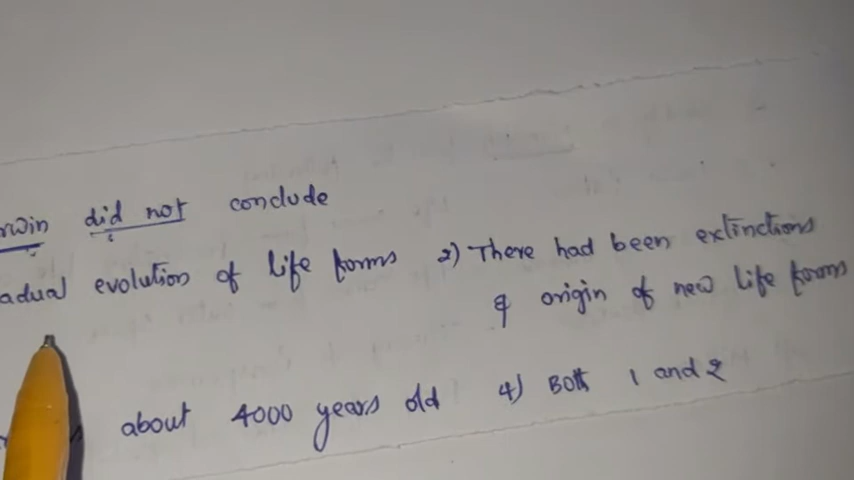 rwin did not conclude
adual evolution of life forms 2) There had been extinctions
& origin of new life forms
about 4000 years old 4) Both 1 and 2